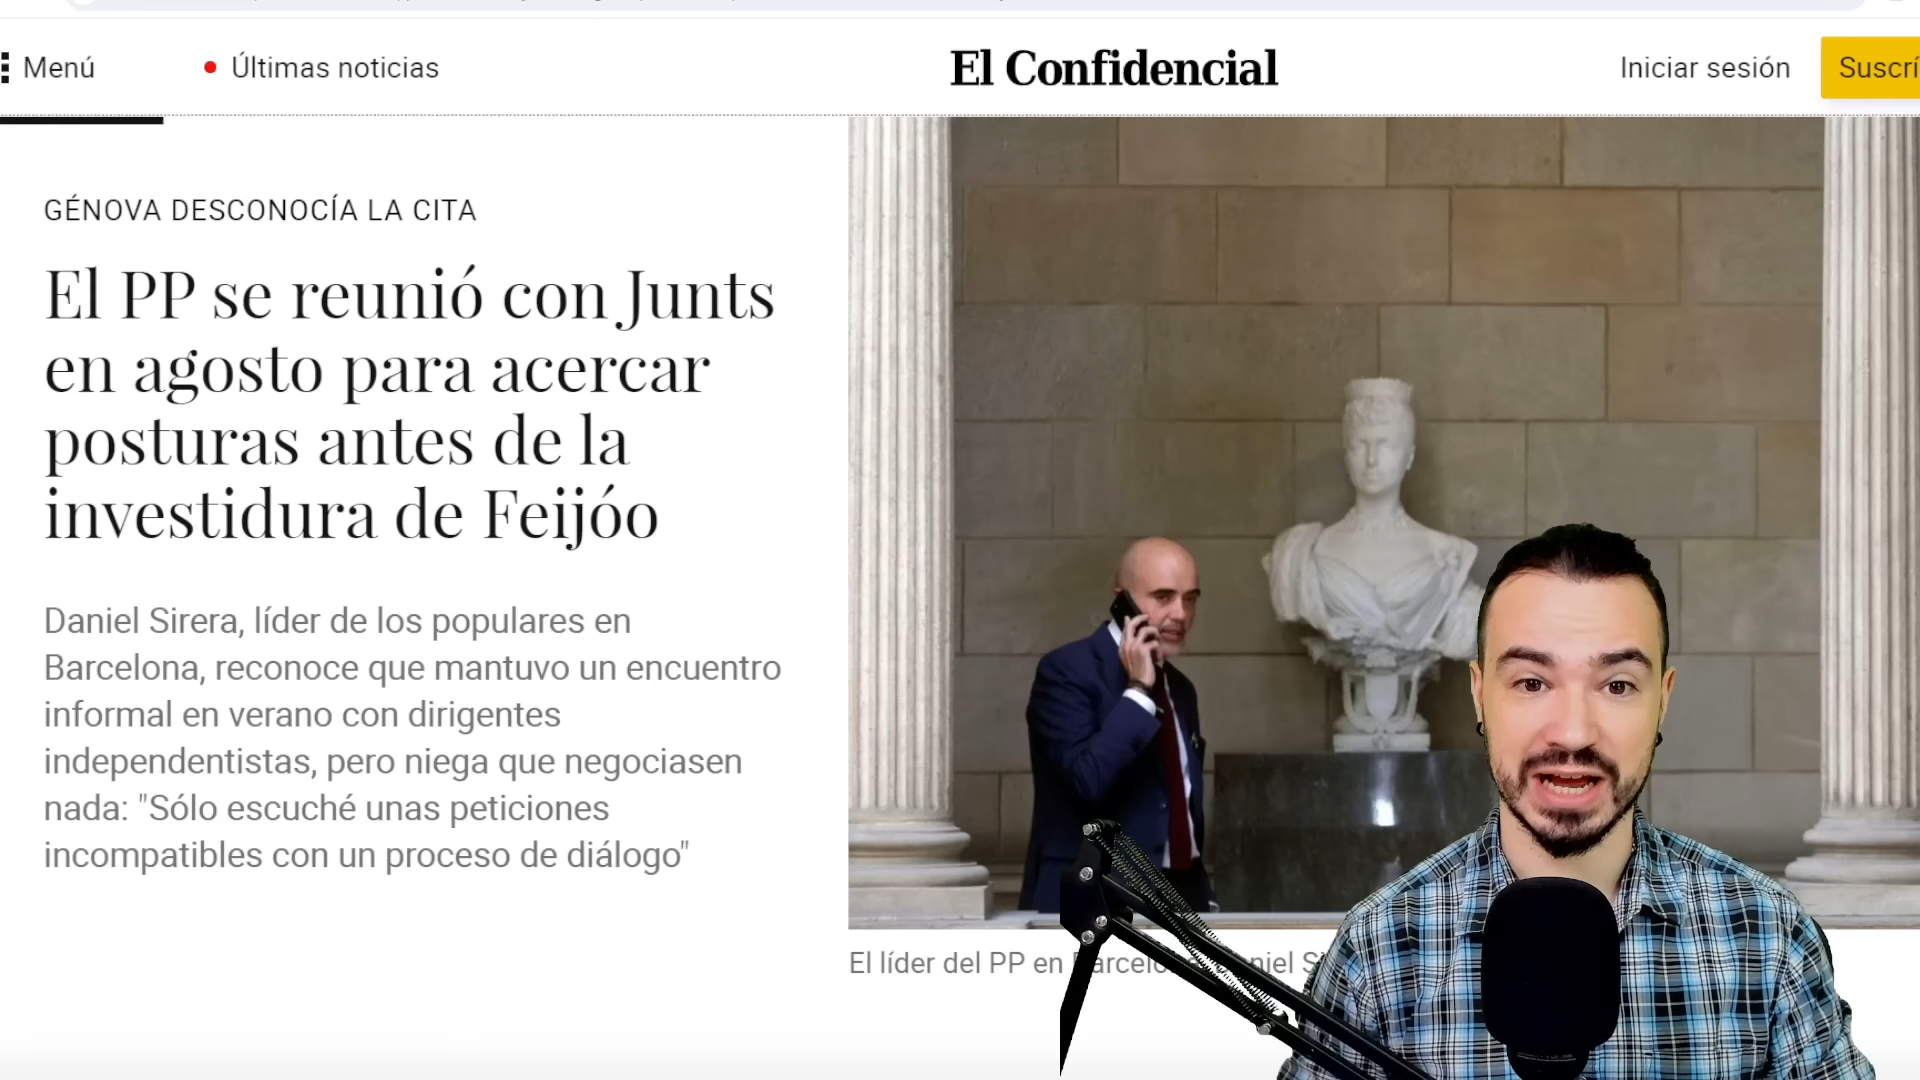 Menú
Últimas noticias
El Confidencial
Iniciar sesión
Suscrí
GÉNOVA DESCONOCÍA LA CITA
El PP se reunió con Junts
en agosto para acercar
posturas antes de la
investidura de Feijóo
Daniel Sirera, líder de los populares en
Barcelona, reconoce que mantuvo un encuentro
informal en verano con dirigentes
independentistas, pero niega que negociasen
nada: "Sólo escuché unas peticiones
incompatibles con un proceso de diálogo"
El líder del PP en